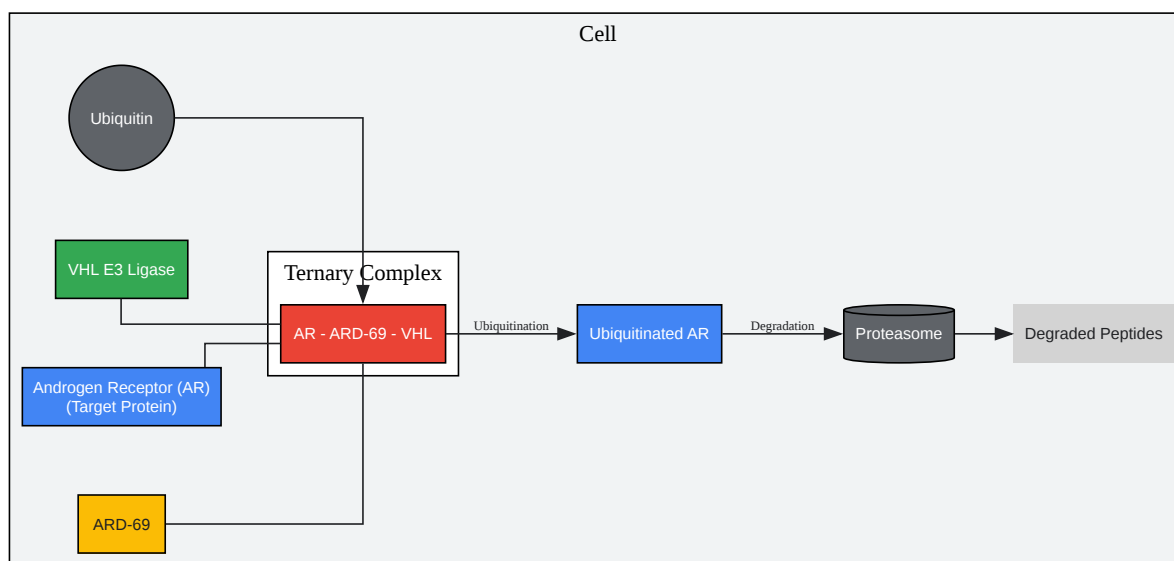 Cell
Ubiquitin
VHL E3 Ligase
Ternary Complex
AR - ARD-69 - VHL
Ubiquitination
Ubiquitinated AR
Degradation
Proteasome
Degraded Peptides
Androgen Receptor (AR)
(Target Protein)
ARD-69